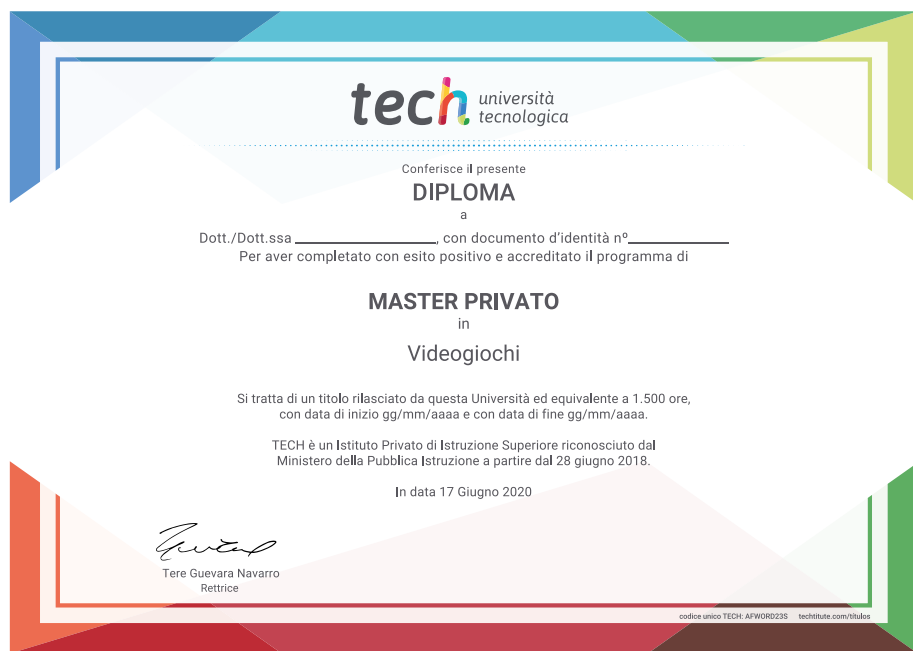 tech università
tecnologica
Conferisce il presente
DIPLOMA
a
Dott./Dott.ssa ________________, con documento d'identità nº____________
Per aver completato con esito positivo e accreditato il programma di
MASTER PRIVATO
in
Videogiochi
Si tratta di un titolo rilasciato da questa Università ed equivalente a 1.500 ore,
con data di inizio gg/mm/aaaa e con data di fine gg/mm/aaaa.
TECH è un Istituto Privato di Istruzione Superiore riconosciuto dal
Ministero della Pubblica Istruzione a partire dal 28 giugno 2018.
In data 17 Giugno 2020
Tere Guevara Navarro
Rettrice
codice unico TECH: AFWORD23S techtitute.com/títulos